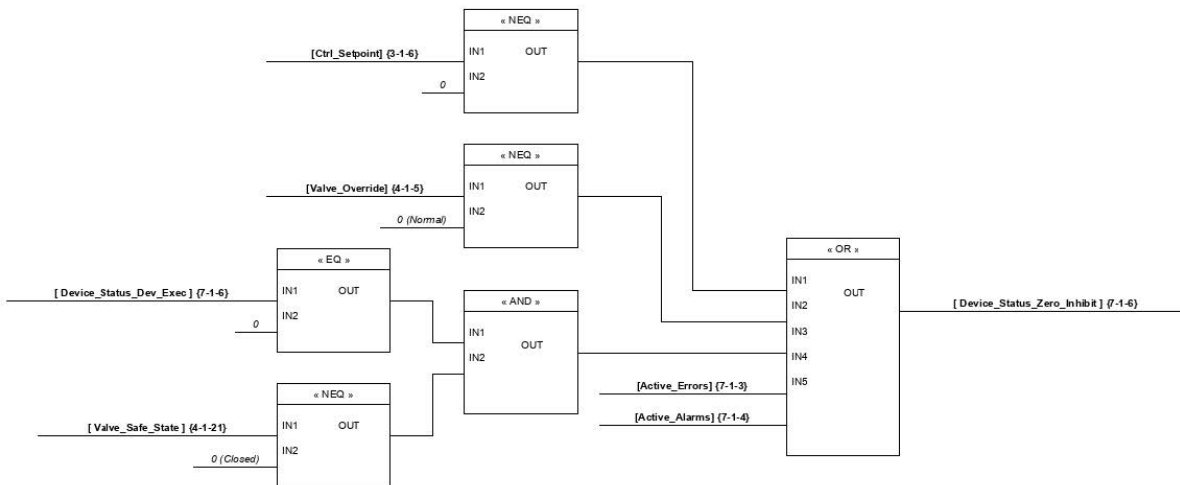 « NEQ »
[Ctrl_Setpoint] {3-1-6}
IN1
OUT
IN2
0
« NEQ »
[Valve_Override] {4-1-5}
IN1
OUT
IN2
0 (Normal)
« EQ »
[ Device_Status_Dev_Exec ] {7-1-6}
IN1
OUT
IN2
0
« AND »
IN1
IN2
OUT
« NEQ »
[ Valve_Safe_State ] {4-1-21}
IN1
OUT
IN2
0 (Closed)
« OR »
IN1
IN2
OUT
IN3
IN4
IN5
[Active_Errors] {7-1-3}
[Active_Alarms] {7-1-4}
[ Device_Status_Zero_Inhibit ] {7-1-6}